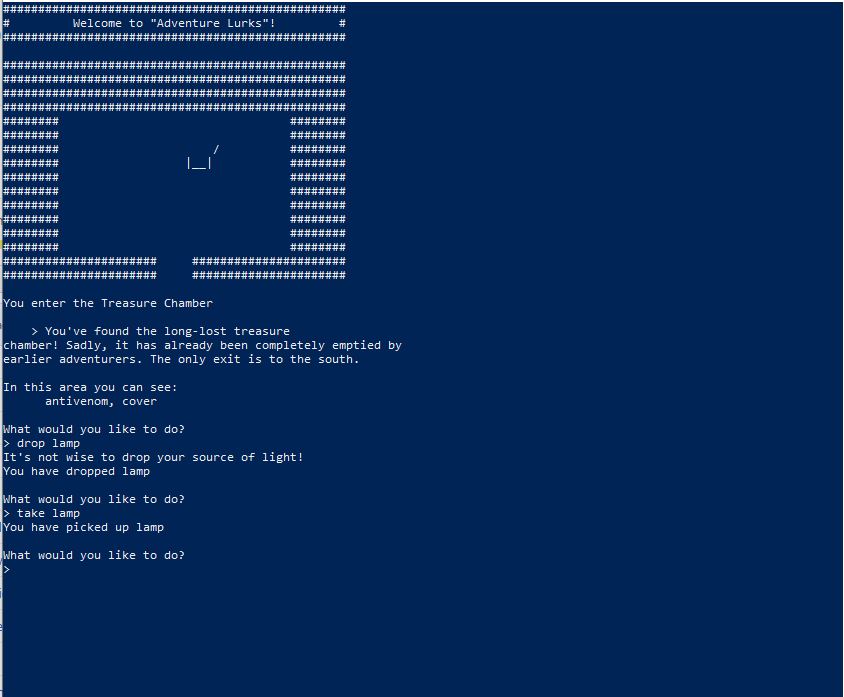 #################################################
#         Welcome to "Adventure Lurks"!         #
#################################################
#################################################
#################################################
#################################################
#################################################
########                                 ########
########                                 ########
########                      /          ########
########                  |__|           ########
########                                 ########
########                                 ########
########                                 ########
########                                 ########
########                                 ########
########                                 ########
######################     ######################
######################     ######################
You enter the Treasure Chamber
> You've found the long-lost treasure
chamber! Sadly, it has already been completely emptied by
earlier adventurers. The only exit is to the south.
In this area you can see:
antivenom, cover
What would you like to do?
> drop lamp
It's not wise to drop your source of light!
You have dropped lamp
What would you like to do?
> take lamp
You have picked up lamp
What would you like to do?
>